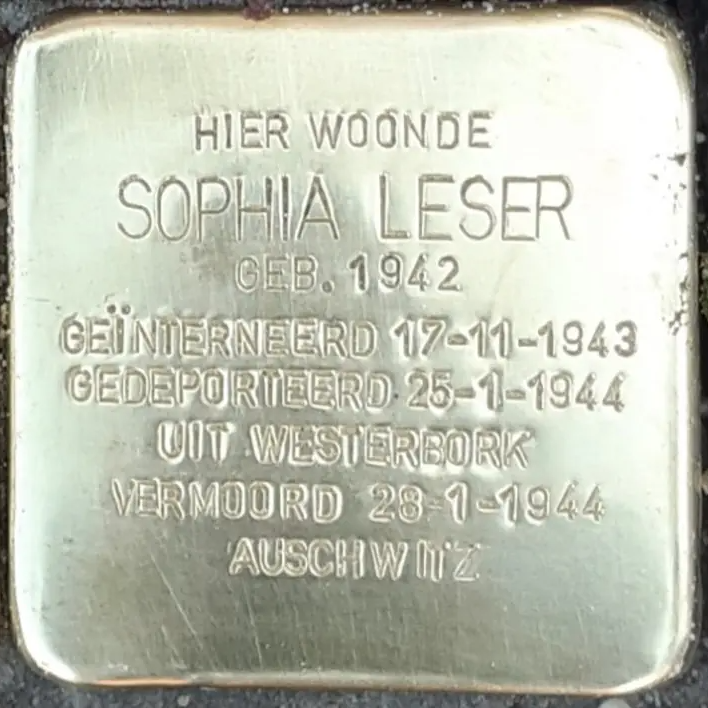 HIER WOONDE
SOPHIA LESER
GEB. 1942
GEÏNTERNEERD 17-11-1943
GEDEPORTEERD 25-1-1944
UIT WESTERBORK
VERMOORD 28-1-1944
AUSCHWITZ